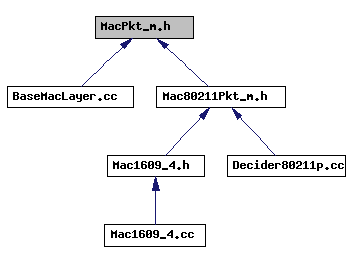 MacPkt_m.h
BaseMacLayer.cc
Mac80211Pkt_m.h
Mac1609_4.h
Decider80211p.cc
Mac1609_4.cc